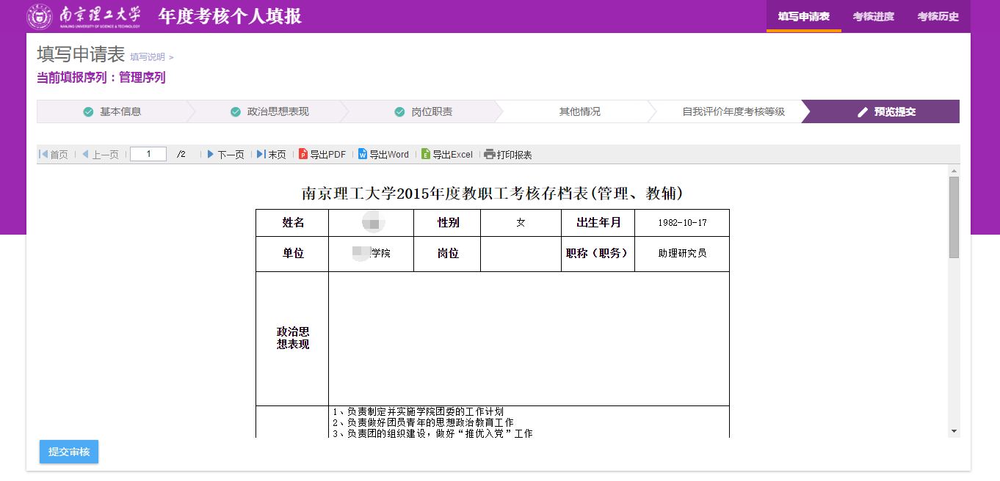 南京理工大学 年度考核个人填报 填写申请表 考核进度 考核历史
NANJING UNIVERSITY OF SCIENCE & TECHNOLOGY
填写申请表 填写说明 >
当前填报序列：管理序列
基本信息 政治思想表现 岗位职责 其他情况 自我评价年度考核等级 预览提交
首页 上一页 1 /2 下一页 末页 导出PDF 导出Word 导出Excel 打印报表
南京理工大学2015年度教职工考核存档表(管理、教辅)
姓名 性别 女 出生年月 1982-10-17
单位 学院 岗位 职称（职务） 助理研究员
政治思
想表现
1、负责制定并实施学院团委的工作计划
2、负责做好团员青年的思想政治教育工作
3、负责团的组织建设，做好“推优入党”工作
提交审核